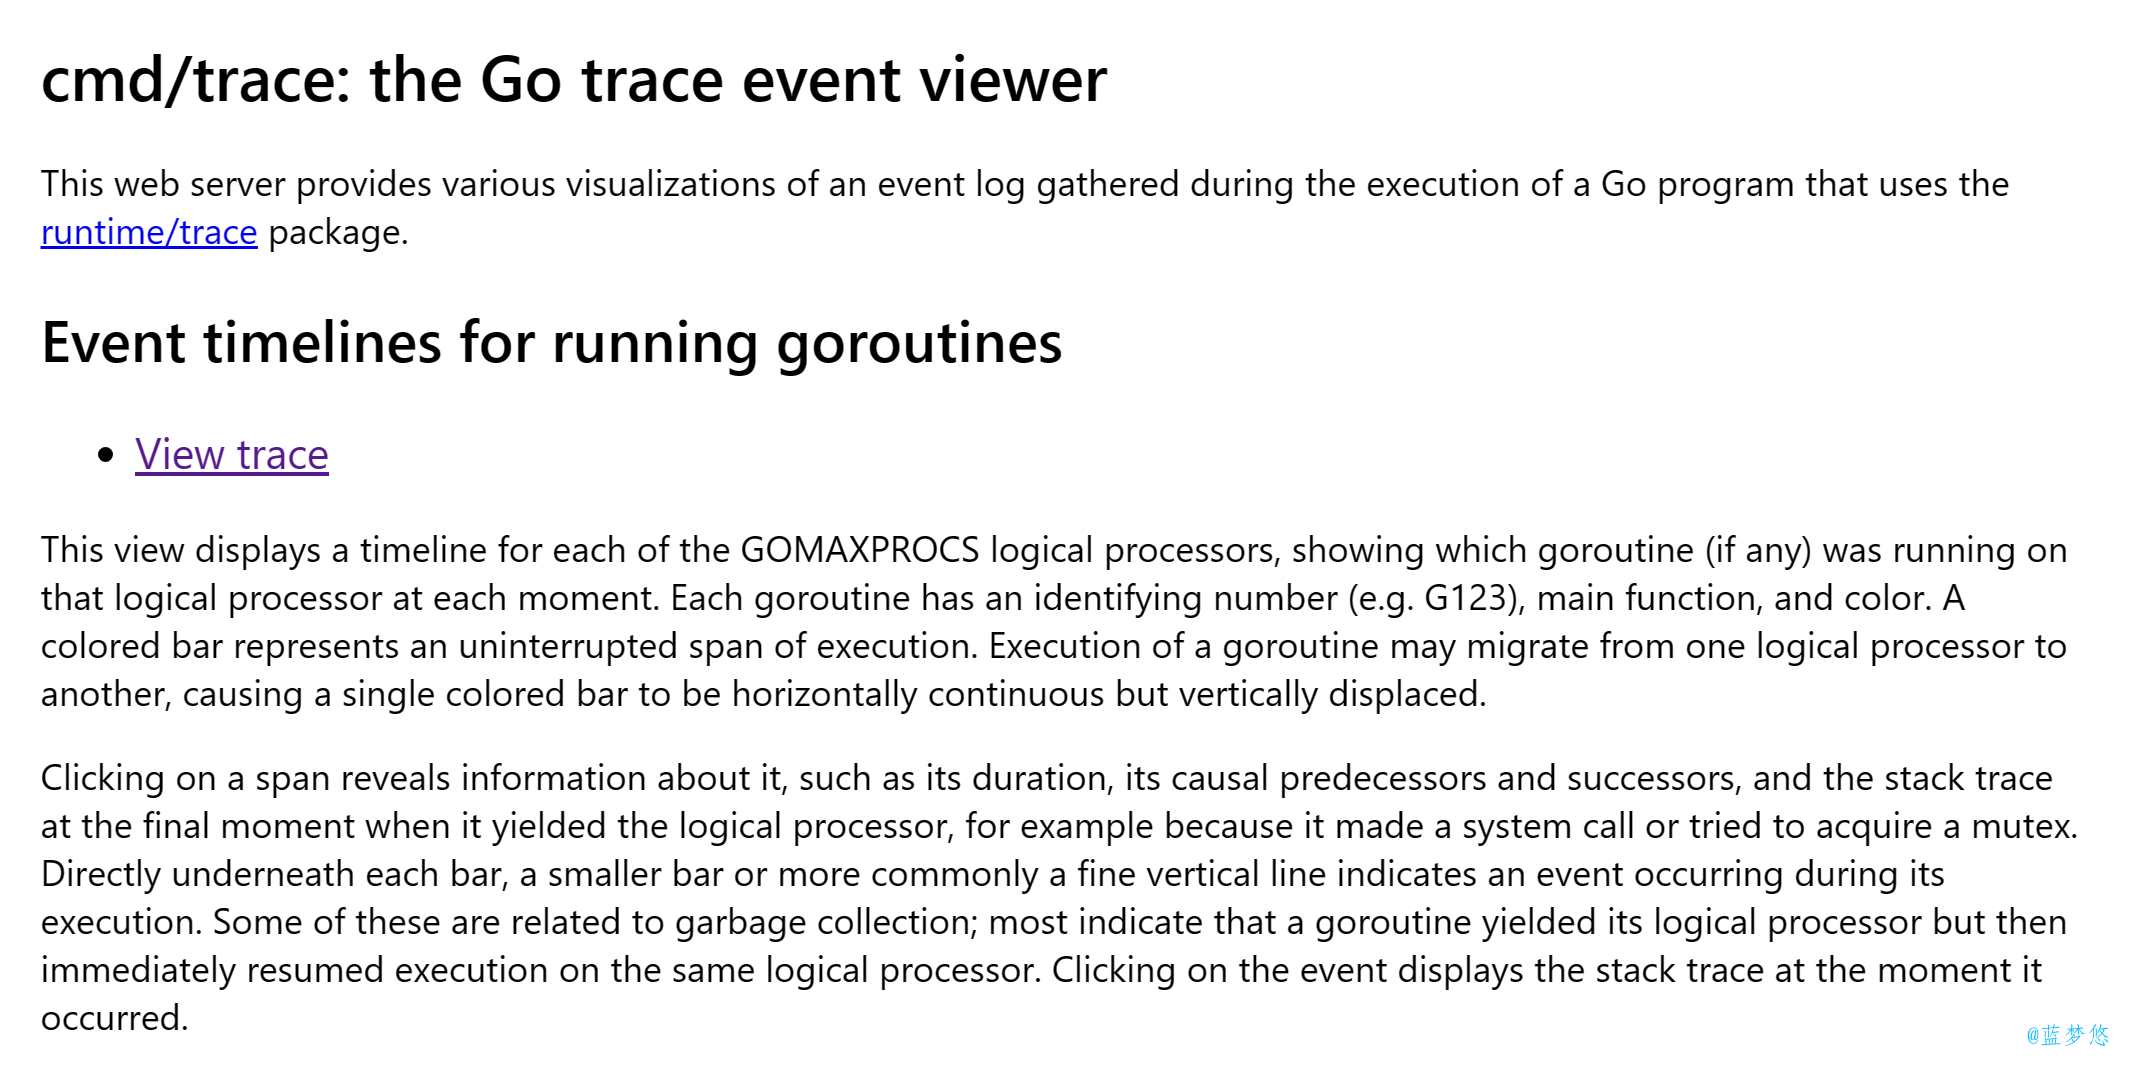 cmd/trace: the Go trace event viewer
This web server provides various visualizations of an event log gathered during the execution of a Go program that uses the
runtime/trace package.
Event timelines for running goroutines
• View trace
This view displays a timeline for each of the GOMAXPROCS logical processors, showing which goroutine (if any) was running on
that logical processor at each moment. Each goroutine has an identifying number (e.g. G123), main function, and color. A
colored bar represents an uninterrupted span of execution. Execution of a goroutine may migrate from one logical processor to
another, causing a single colored bar to be horizontally continuous but vertically displaced.
Clicking on a span reveals information about it, such as its duration, its causal predecessors and successors, and the stack trace
at the final moment when it yielded the logical processor, for example because it made a system call or tried to acquire a mutex.
Directly underneath each bar, a smaller bar or more commonly a fine vertical line indicates an event occurring during its
execution. Some of these are related to garbage collection; most indicate that a goroutine yielded its logical processor but then
immediately resumed execution on the same logical processor. Clicking on the event displays the stack trace at the moment it
occurred.
@蓝梦悠